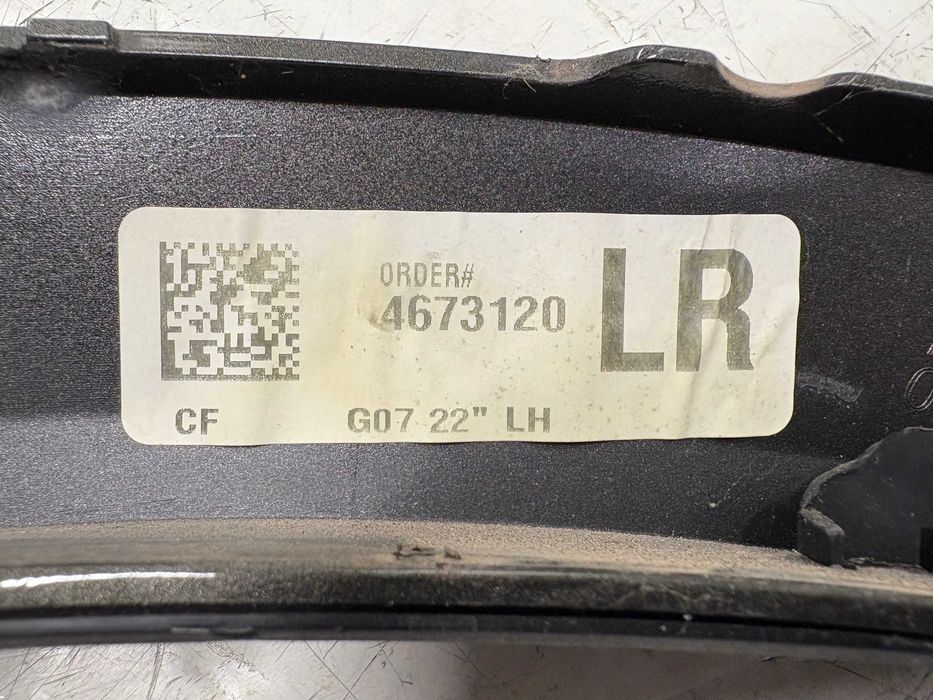 ORDER#
4673120
LR
CF G07 22" LH